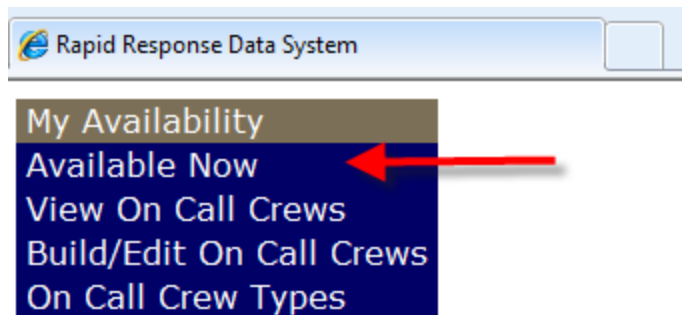 Rapid Response Data System
My Availability
Available Now
View On Call Crews
Build/Edit On Call Crews
On Call Crew Types